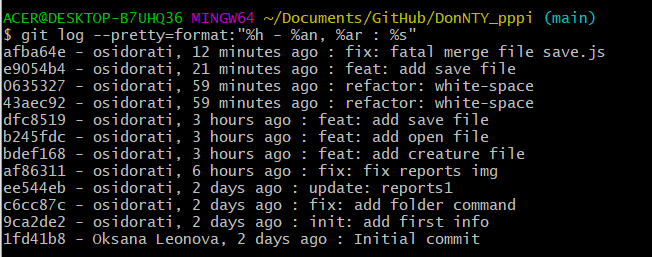 ACER@DESKTOP-B7UHQ36 MINGW64 ~/Documents/GitHub/DonNTY_pppi (main)
$ git log --pretty=format:"%h - %an, %ar : %s"
afba64e - osidorati, 12 minutes ago : fix: fatal merge file save.js
e9054b4 - osidorati, 21 minutes ago : feat: add save file
0635327 - osidorati, 59 minutes ago : refactor: white-space
43aec92 - osidorati, 59 minutes ago : refactor: white-space
dfc8519 - osidorati, 3 hours ago : feat: add save file
b245fdc - osidorati, 3 hours ago : feat: add open file
bdef168 - osidorati, 3 hours ago : feat: add creature file
af86311 - osidorati, 6 hours ago : fix: fix reports img
ee544eb - osidorati, 2 days ago : update: reports1
c6cc87c - osidorati, 2 days ago : fix: add folder command
9ca2de2 - osidorati, 2 days ago : init: add first info
1fd41b8 - Oksana Leonova, 2 days ago : Initial commit